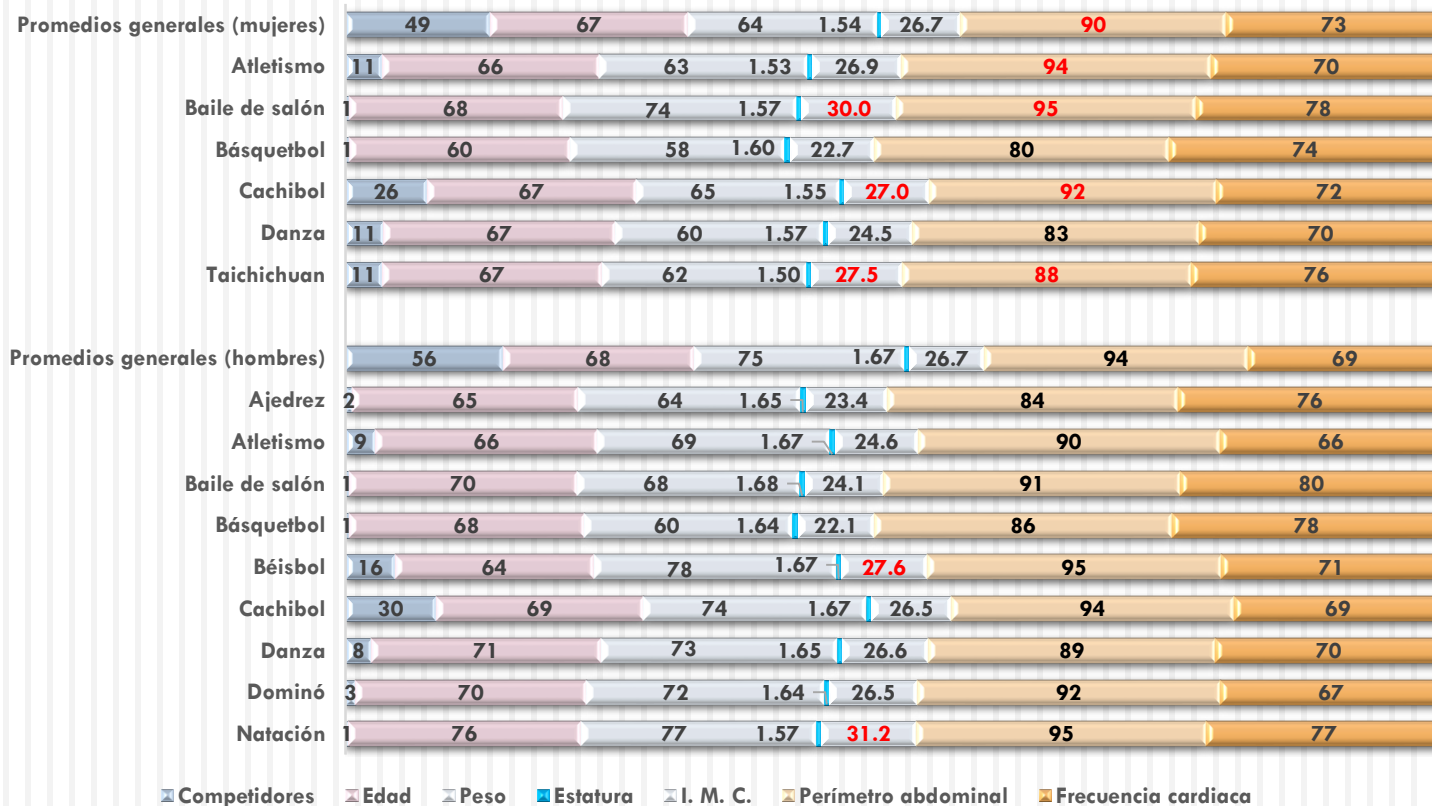 Promedios generales (mujeres) 49 67 64 1.54 26.7 90 73
Atletismo 11 66 63 1.53 26.9 94 70
Baile de salón 1 68 74 1.57 30.0 95 78
Básquetbol 1 60 58 1.60 22.7 80 74
Cachibol 26 67 65 1.55 27.0 92 72
Danza 11 67 60 1.57 24.5 83 70
Taichichuan 11 67 62 1.50 27.5 88 76
Promedios generales (hombres) 56 68 75 1.67 26.7 94 69
Ajedrez 2 65 64 1.65 23.4 84 76
Atletismo 9 66 69 1.67 24.6 90 66
Baile de salón 1 70 68 1.68 24.1 91 80
Básquetbol 1 68 60 1.64 22.1 86 78
Béisbol 16 64 78 1.67 27.6 95 71
Cachibol 30 69 74 1.67 26.5 94 69
Danza 8 71 73 1.65 26.6 89 70
Dominó 3 70 72 1.64 26.5 92 67
Natación 1 76 77 1.57 31.2 95 77
Competidores Edad Peso Estatura I. M. C. Perímetro abdominal Frecuencia cardiaca